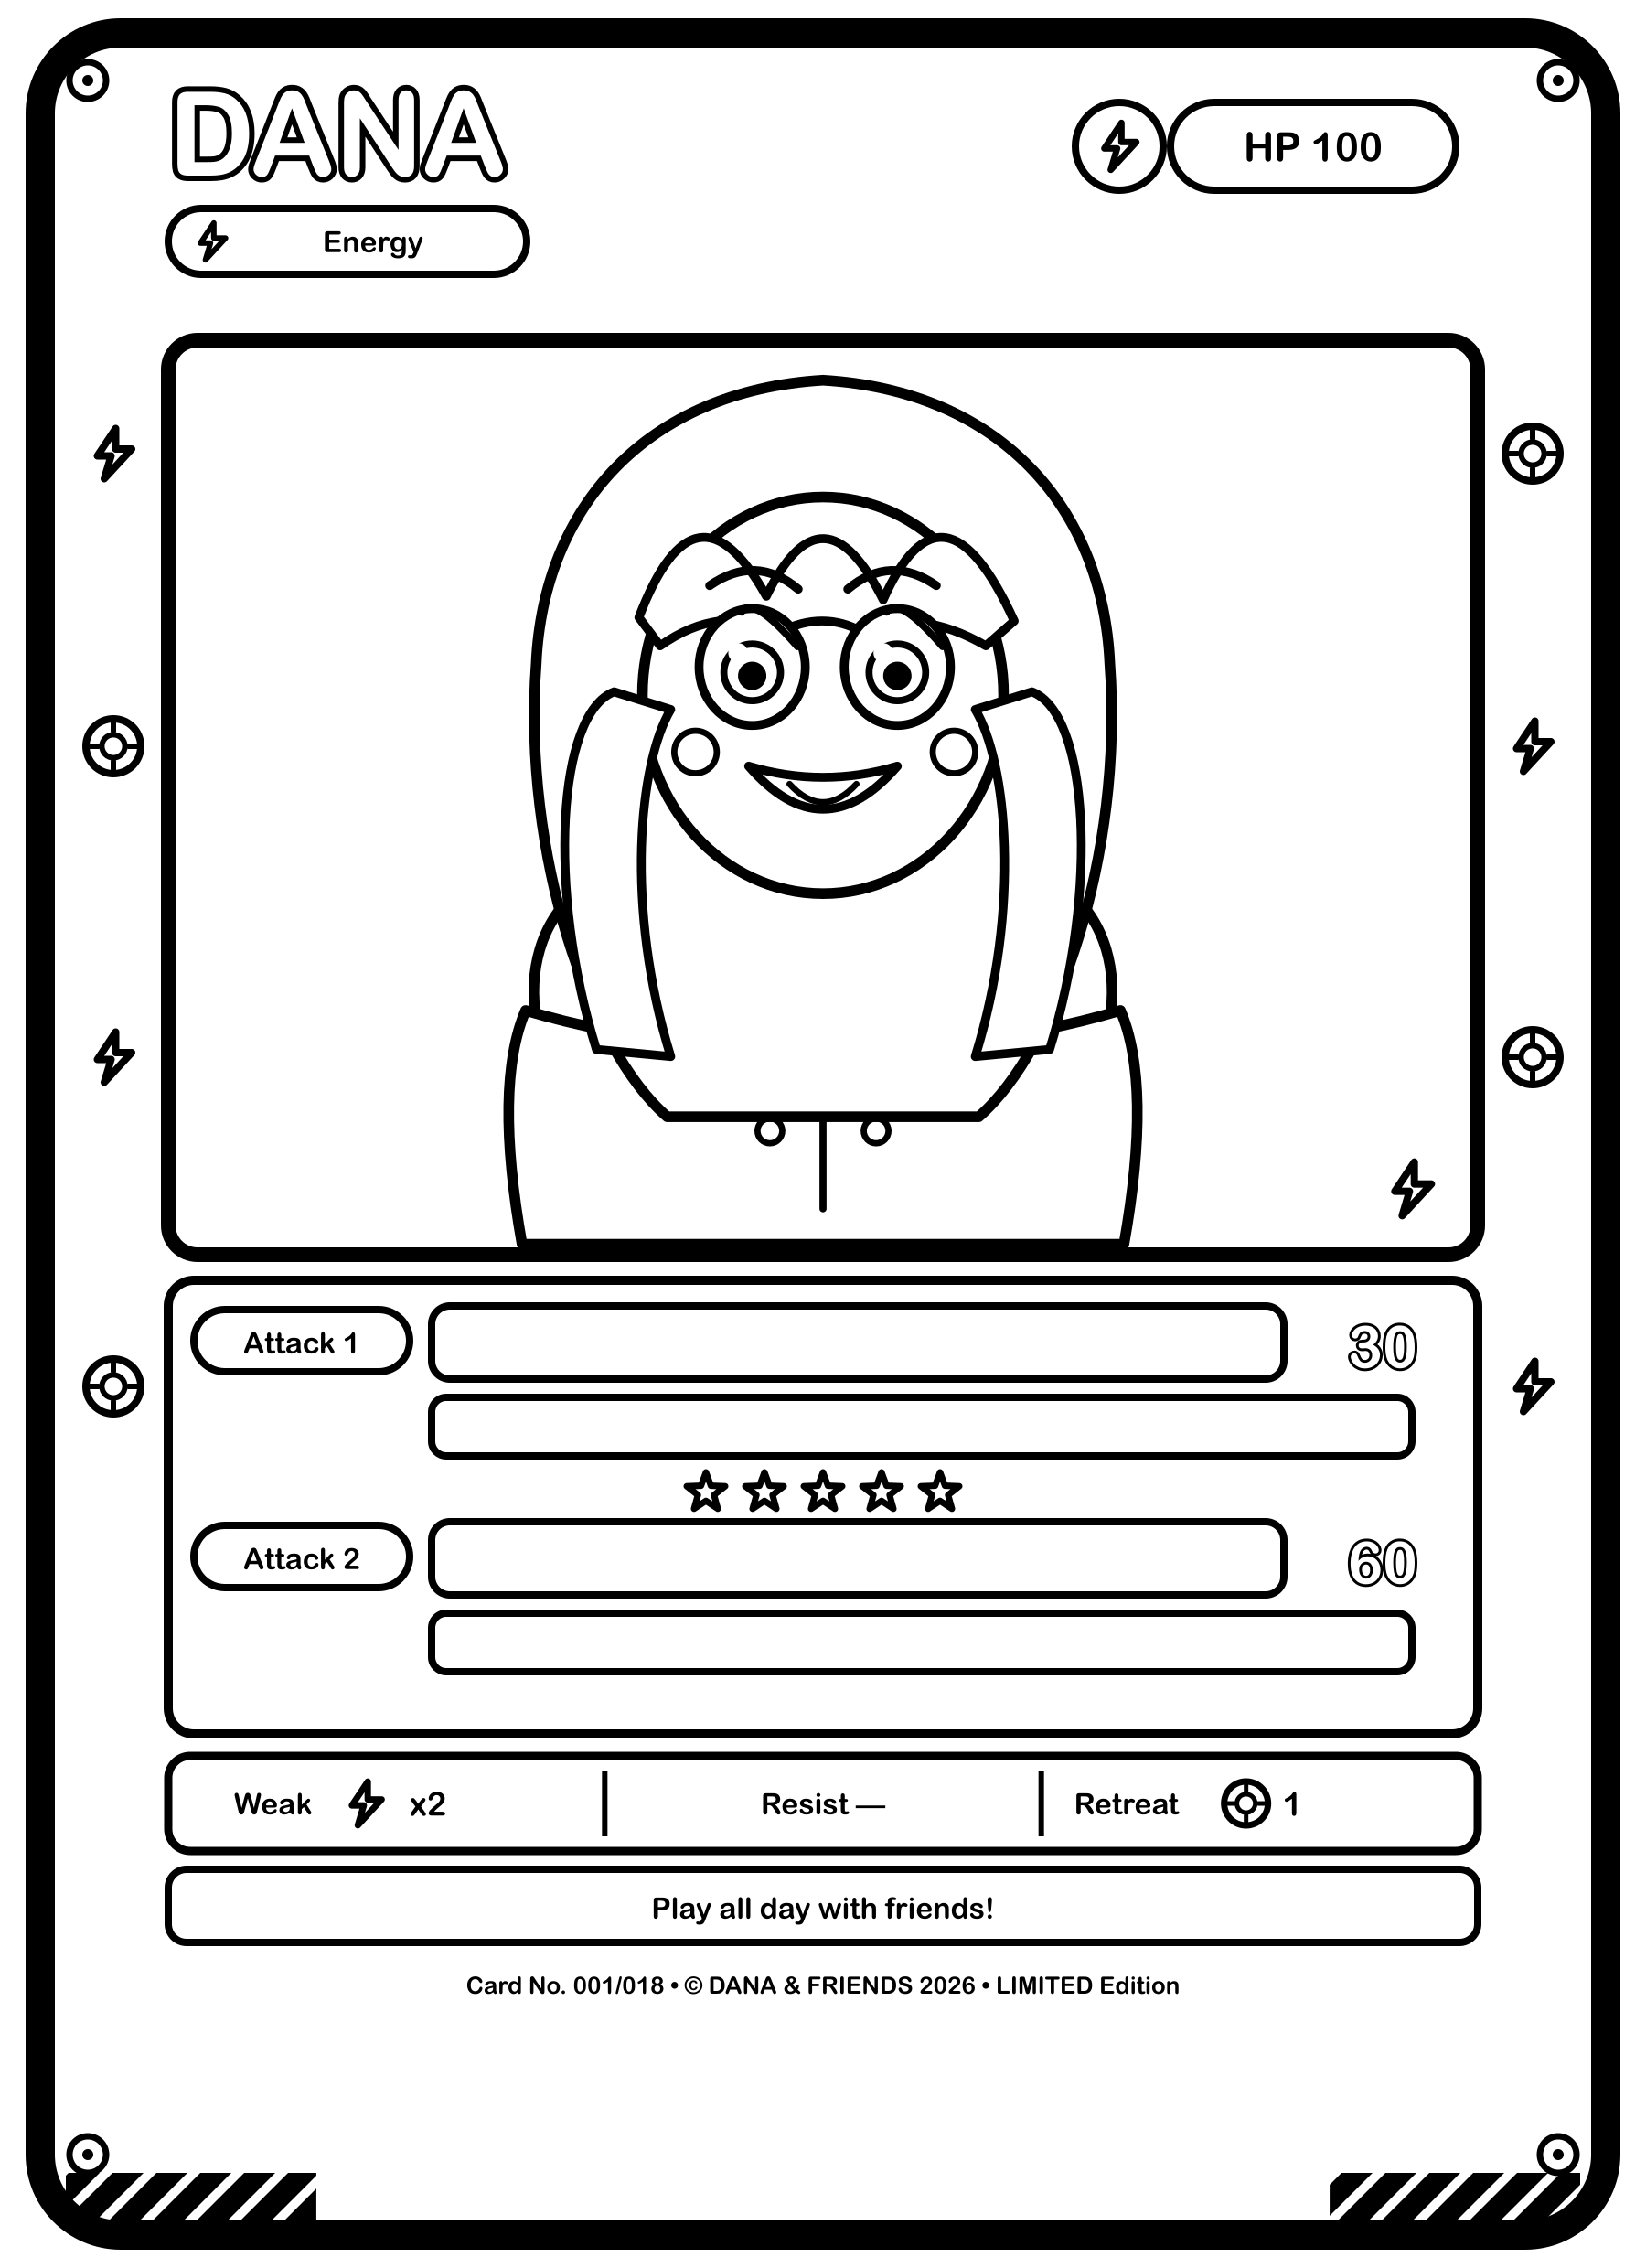 DANA
HP 100
Energy
Attack 1
30
Attack 2
60
Weak x2 Resist — Retreat 1
Play all day with friends!
Card No. 001/018 • © DANA & FRIENDS 2026 • LIMITED Edition